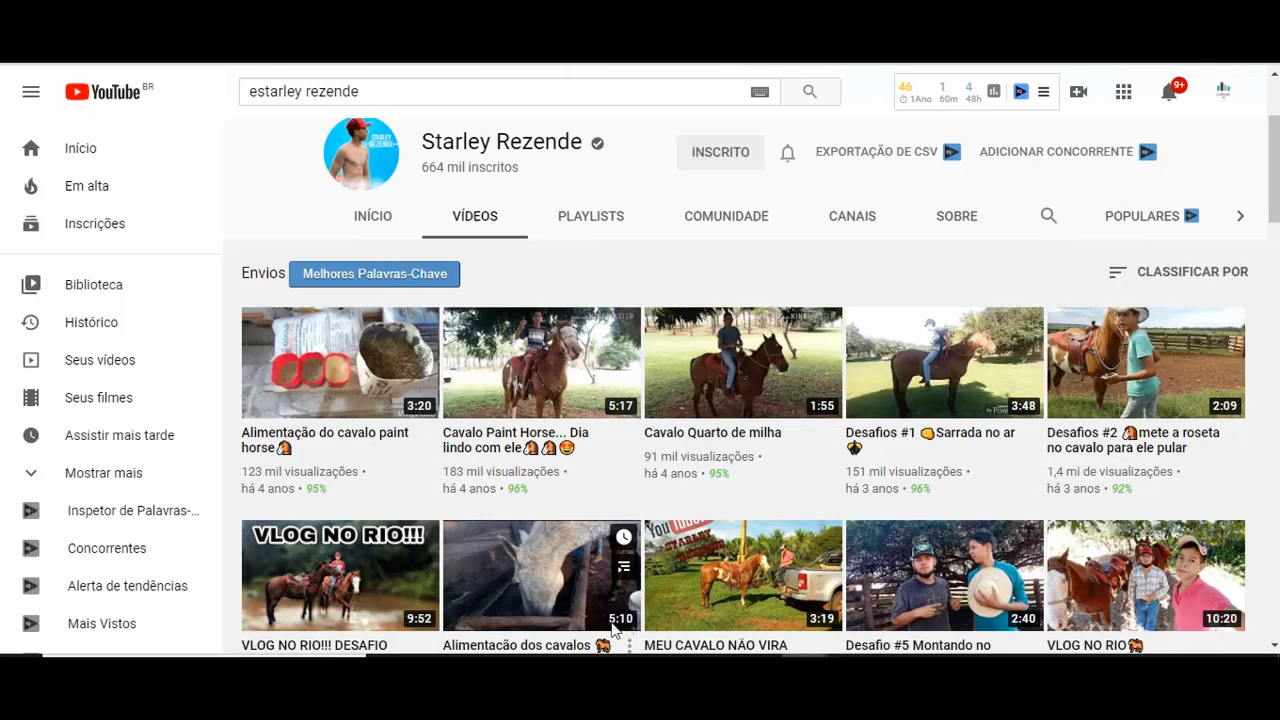 YouTube BR
estarley rezende
46 1 4
1Ano 60m 48h
9+
Início
Em alta
Inscrições
Biblioteca
Histórico
Seus vídeos
Seus filmes
Assistir mais tarde
Mostrar mais
Inspetor de Palavras-...
Concorrentes
Alerta de tendências
Mais Vistos
STARLEY
REZENDE
Starley Rezende
664 mil inscritos
INSCRITO
EXPORTAÇÃO DE CSV
ADICIONAR CONCORRENTE
INÍCIO VÍDEOS PLAYLISTS COMUNIDADE CANAIS SOBRE POPULARES
Envios Melhores Palavras-Chave
CLASSIFICAR POR
3:20
Alimentação do cavalo paint
horse🐴
123 mil visualizações •
há 4 anos • 95%
KINEMASTER
5:17
Cavalo Paint Horse... Dia
lindo com ele🐴🐴😍
183 mil visualizações •
há 4 anos • 96%
KINEMASTER
1:55
Cavalo Quarto de milha
91 mil visualizações •
há 4 anos • 95%
3:48
Desafios #1 👊Sarrada no ar
151 mil visualizações •
há 3 anos • 96%
2:09
Desafios #2 🐴mete a roseta
no cavalo para ele pular
1,4 mi de visualizações •
há 3 anos • 92%
VLOG NO RIO!!!
9:52
VLOG NO RIO!!! DESAFIO
5:10
Alimentacão dos cavalos 🐎
3:19
MEU CAVALO NÃO VIRA
2:40
Desafio #5 Montando no
10:20
VLOG NO RIO🐎